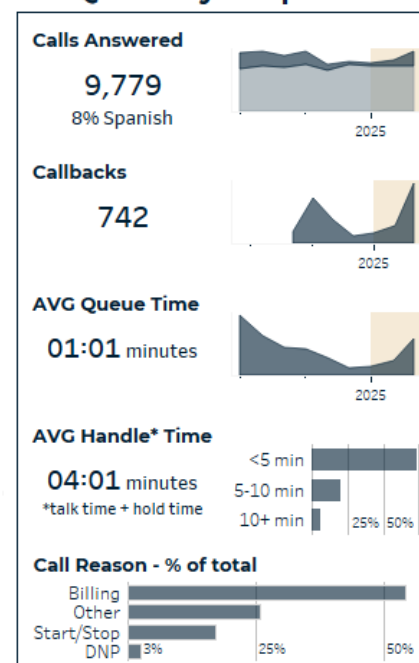 Calls Answered
9,779
8% Spanish
2025
Callbacks
742
2025
AVG Queue Time
01:01 minutes
2025
AVG Handle* Time
04:01 minutes
*talk time + hold time
<5 min
5-10 min
10+ min
25% 50%
Call Reason - % of total
Billing
Other
Start/Stop
DNP 3% 25% 50%